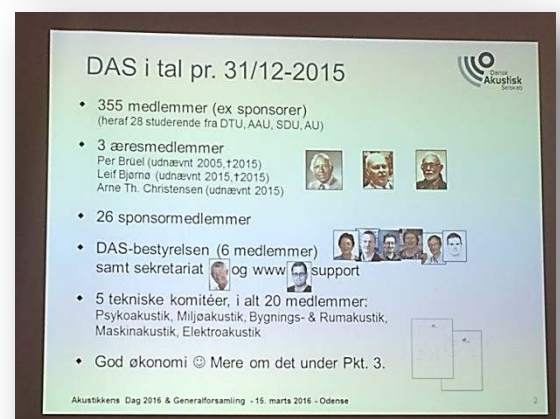 DAS i tal pr. 31/12-2015
Dansk
Akustisk
Selskab
• 355 medlemmer (ex sponsorer)
(heraf 28 studerende fra DTU, AAU, SDU, AU)
• 3 æresmedlemmer
Per Brüel (udnævnt 2005,†2015)
Leif Bjørnø (udnævnt 2015,†2015)
Arne Th. Christensen (udnævnt 2015)
• 26 sponsormedlemmer
• DAS-bestyrelsen (6 medlemmer)
samt sekretariat og www support
• 5 tekniske komitéer, i alt 20 medlemmer:
Psykoakustik, Miljøakustik, Bygnings- & Rumakustik,
Maskinakustik, Elektroakustik
• God økonomi ☺ Mere om det under Pkt. 3.
Akustikkens Dag 2016 & Generalforsamling - 15. marts 2016 - Odense
2